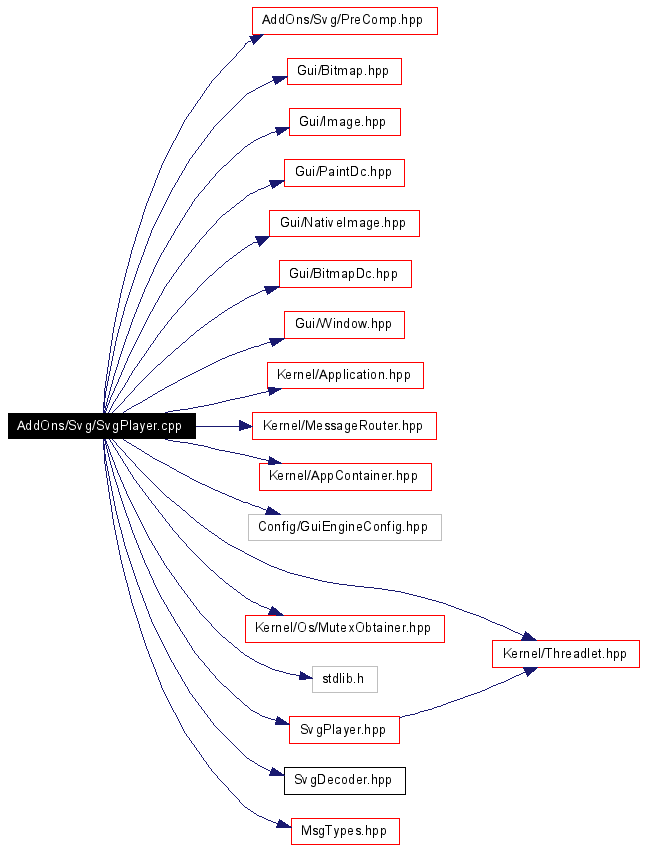 AddOns/Svg/PreComp.hpp
Gui/Bitmap.hpp
Gui/Image.hpp
Gui/PaintDc.hpp
Gui/NativeImage.hpp
Gui/BitmapDc.hpp
Gui/Window.hpp
Kernel/Application.hpp
AddOns/Svg/SvgPlayer.cpp
Kernel/MessageRouter.hpp
Kernel/AppContainer.hpp
Config/GuiEngineConfig.hpp
Kernel/Os/MutexObtainer.hpp
Kernel/Threadlet.hpp
stdlib.h
SvgPlayer.hpp
SvgDecoder.hpp
MsgTypes.hpp